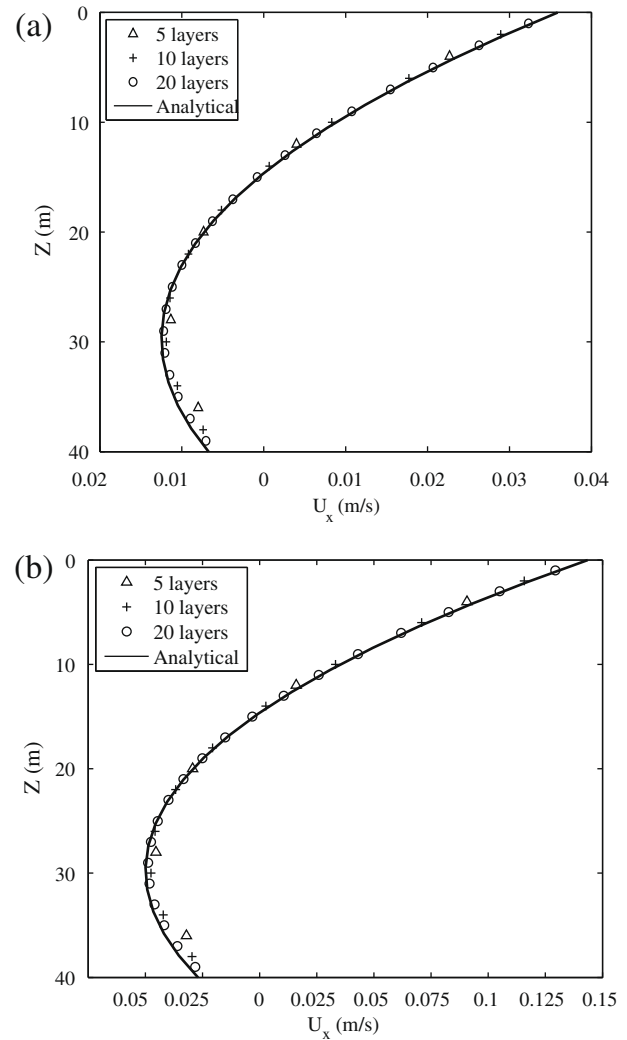 (a)
0
△ 5 layers
+ 10 layers
○ 20 layers
— Analytical
10
20
30
40
Z (m)
0.02 0.01 0 0.01 0.02 0.03 0.04
U_x (m/s)
(b)
0
△ 5 layers
+ 10 layers
○ 20 layers
— Analytical
10
20
30
40
Z (m)
0.05 0.025 0 0.025 0.05 0.075 0.1 0.125 0.15
U_x (m/s)